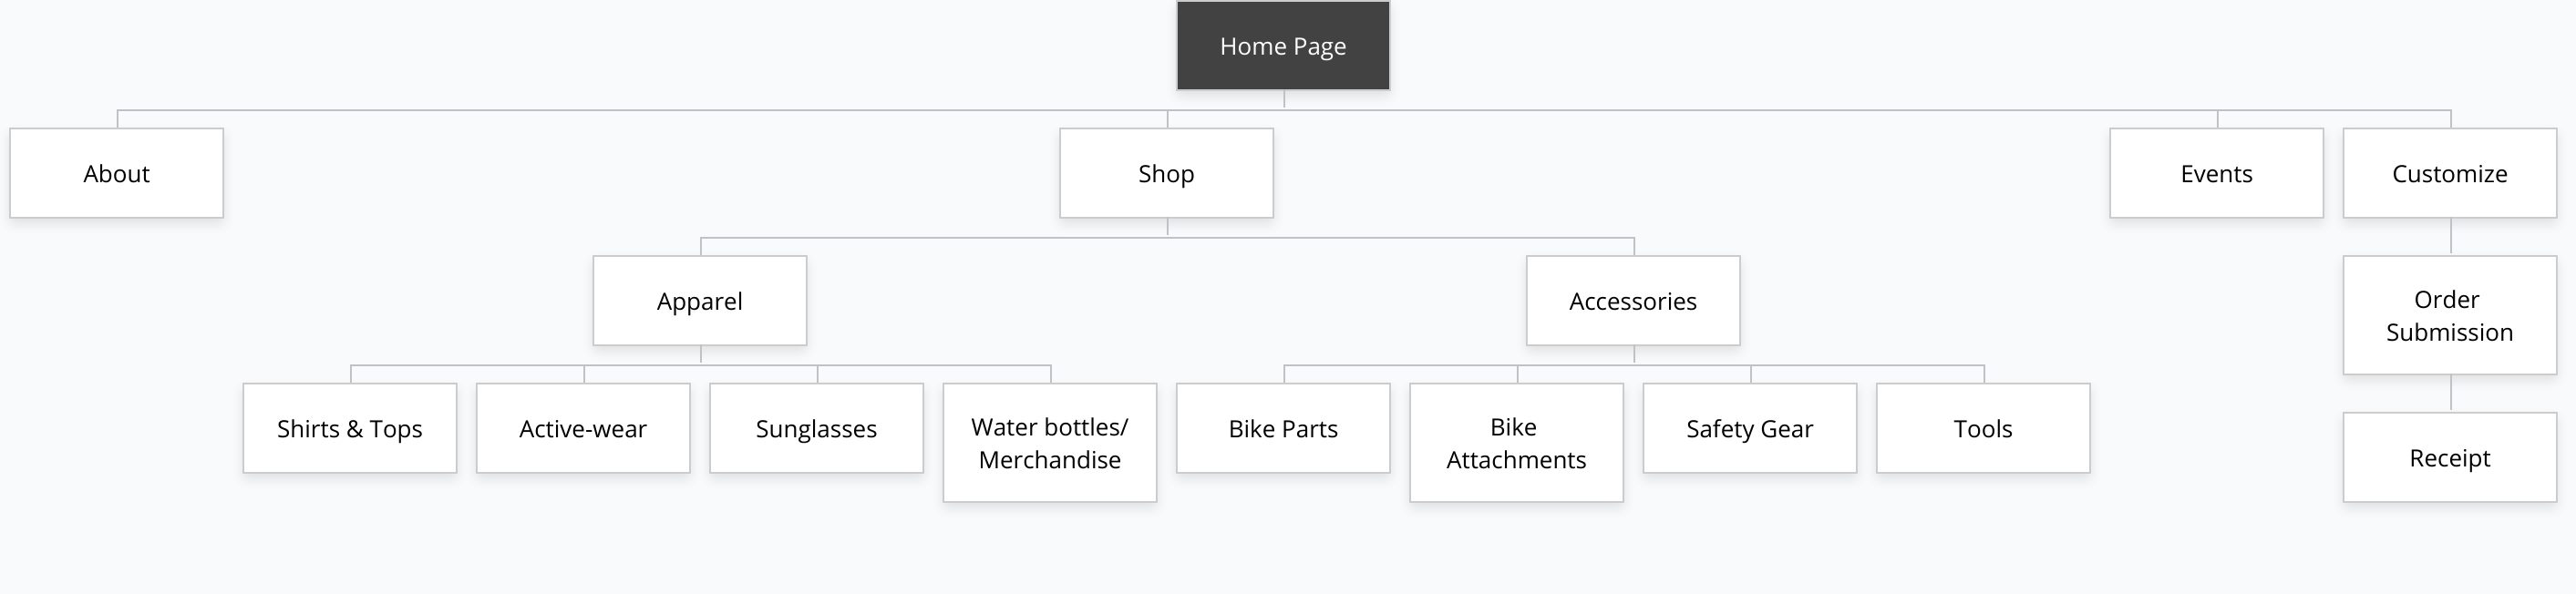 Home Page
About
Shop
Events
Customize
Apparel
Accessories
Order
Submission
Shirts & Tops
Active-wear
Sunglasses
Water bottles/
Merchandise
Bike Parts
Bike
Attachments
Safety Gear
Tools
Receipt